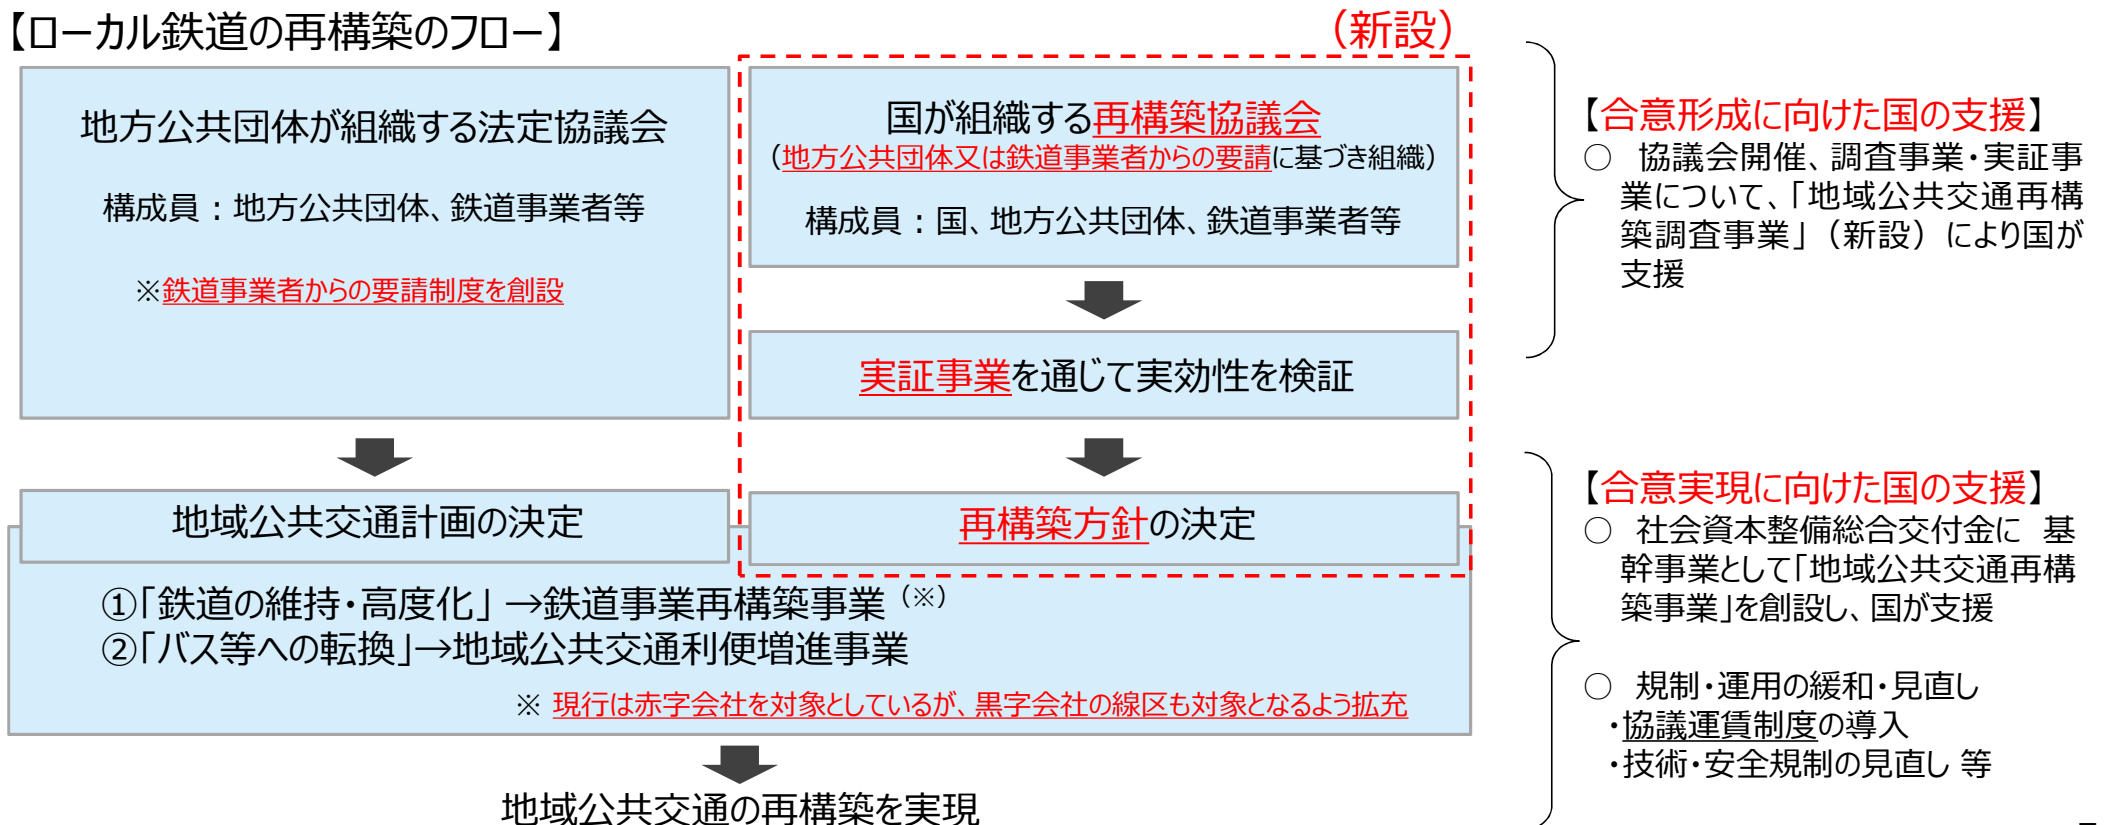 【ローカル鉄道の再構築のフロー】
（新設）
地方公共団体が組織する法定協議会
構成員：地方公共団体、鉄道事業者等
※鉄道事業者からの要請制度を創設
国が組織する再構築協議会
（地方公共団体又は鉄道事業者からの要請に基づき組織）
構成員：国、地方公共団体、鉄道事業者等
実証事業を通じて実効性を検証
地域公共交通計画の決定
再構築方針の決定
①「鉄道の維持・高度化」→鉄道事業再構築事業（※）
②「バス等への転換」→地域公共交通利便増進事業
※ 現行は赤字会社を対象としているが、黒字会社の線区も対象となるよう拡充
地域公共交通の再構築を実現
【合意形成に向けた国の支援】
○ 協議会開催、調査事業・実証事
業について、「地域公共交通再構
築調査事業」（新設）により国が
支援
【合意実現に向けた国の支援】
○ 社会資本整備総合交付金に 基
幹事業として「地域公共交通再構
築事業」を創設し、国が支援
○ 規制・運用の緩和・見直し
・協議運賃制度の導入
・技術・安全規制の見直し 等